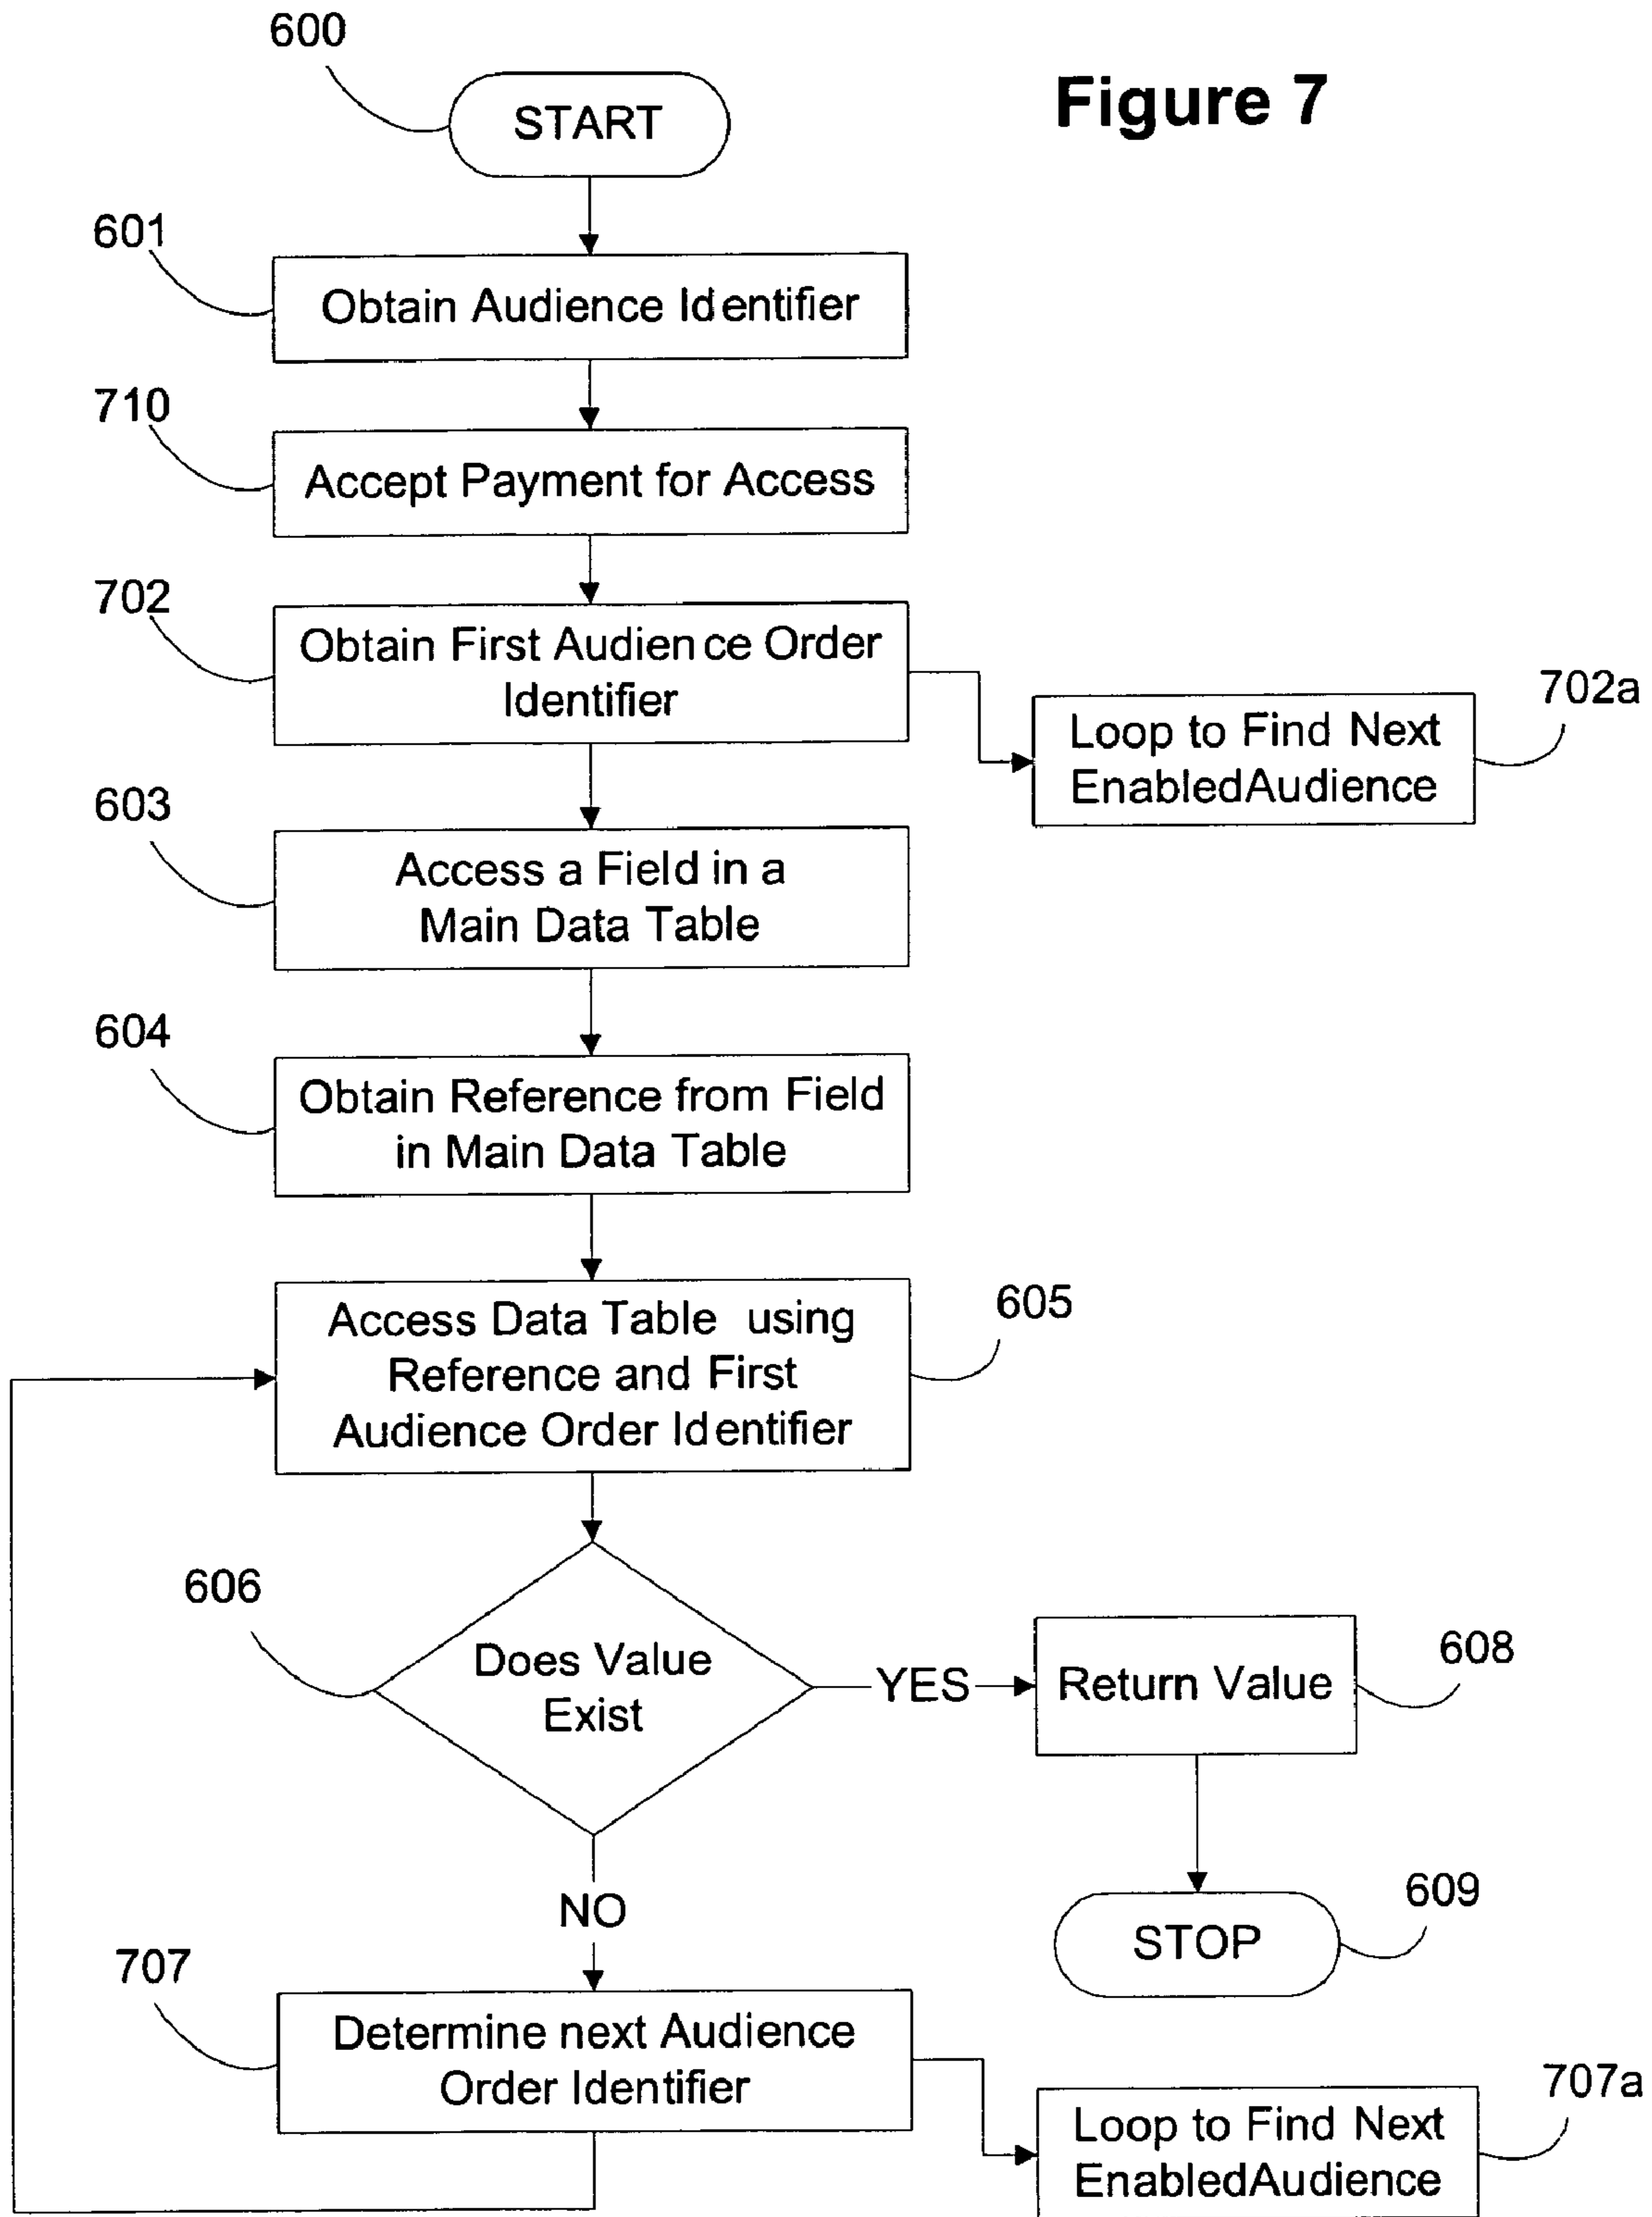 600
Figure 7
START
601
Obtain Audience Identifier
710
Accept Payment for Access
702
Obtain First Audience Order
Identifier
702a
Loop to Find Next
EnabledAudience
603
Access a Field in a
Main Data Table
604
Obtain Reference from Field
in Main Data Table
605
Access Data Table using
Reference and First
Audience Order Identifier
606
Does Value
Exist
YES
Return Value
608
NO
STOP
609
707
Determine next Audience
Order Identifier
707a
Loop to Find Next
EnabledAudience